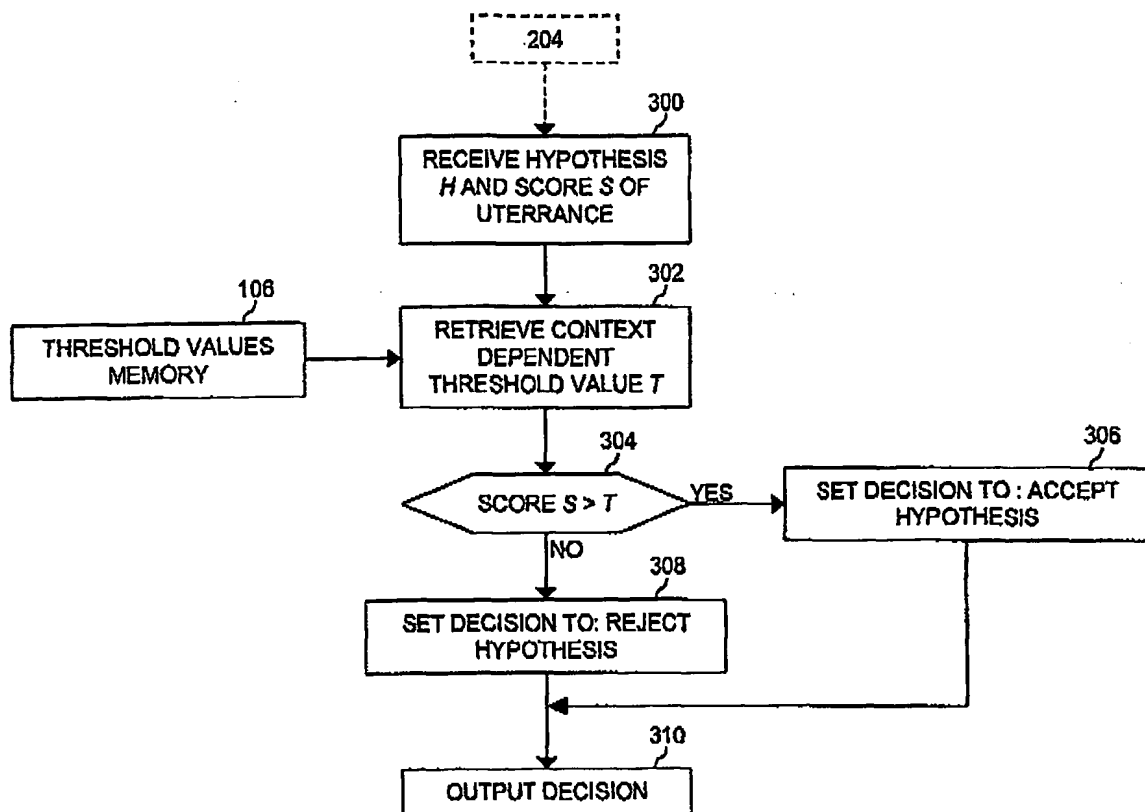 204
300
RECEIVE HYPOTHESIS
H AND SCORE S OF
UTERRANCE
302
106
THRESHOLD VALUES
MEMORY
RETRIEVE CONTEXT
DEPENDENT
THRESHOLD VALUE T
304
SCORE S > T
YES
306
SET DECISION TO : ACCEPT
HYPOTHESIS
NO
308
SET DECISION TO: REJECT
HYPOTHESIS
310
OUTPUT DECISION